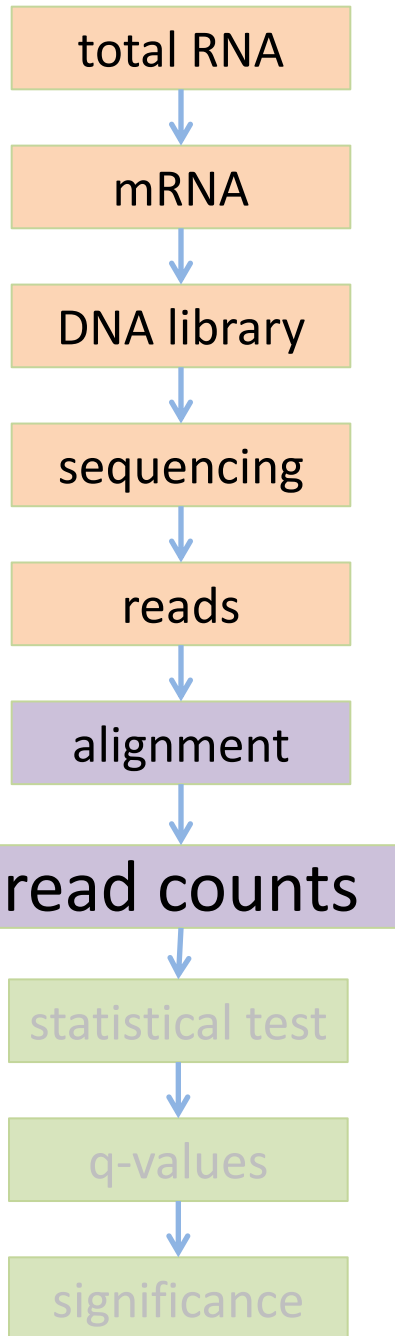 total RNA
mRNA
DNA library
sequencing
reads
alignment
read counts
statistical test
q-values
significance